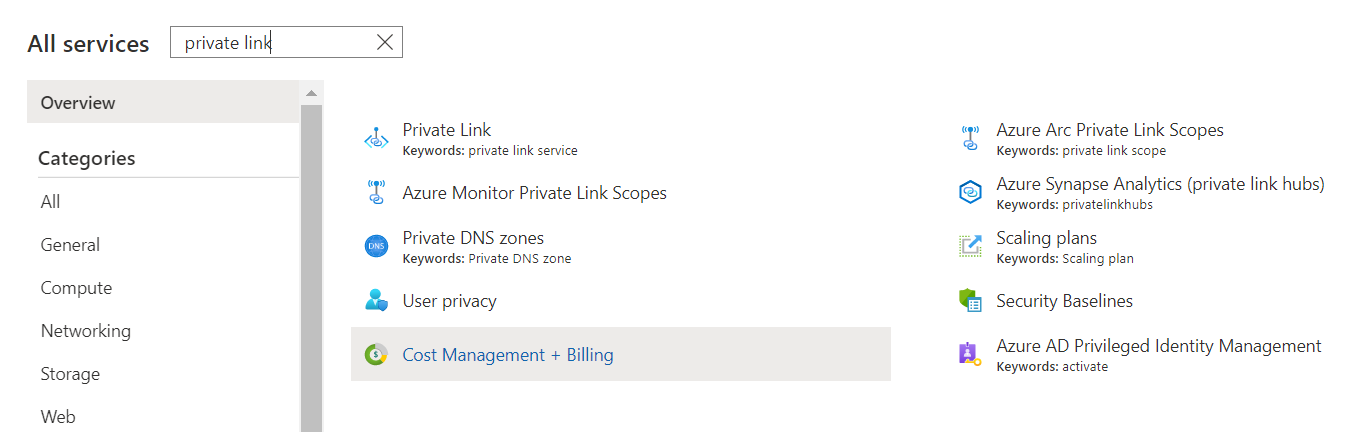 All services
private link
Overview
Categories
All
General
Compute
Networking
Storage
Web
Private Link
Keywords: private link service
Azure Monitor Private Link Scopes
DNS
Private DNS zones
Keywords: Private DNS zone
User privacy
$
Cost Management + Billing
Azure Arc Private Link Scopes
Keywords: private link scope
Azure Synapse Analytics (private link hubs)
Keywords: privatelinkhubs
Scaling plans
Keywords: Scaling plan
Security Baselines
Azure AD Privileged Identity Management
Keywords: activate